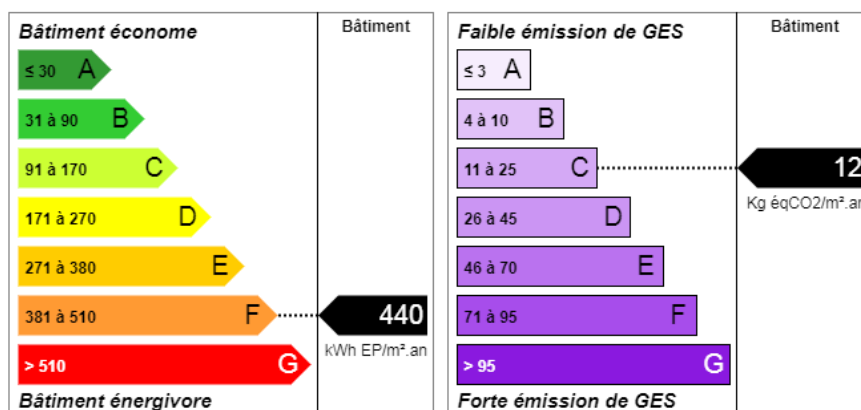 Bâtiment économe
Bâtiment
≤ 30 A
31 à 90 B
91 à 170 C
171 à 270 D
271 à 380 E
381 à 510 F
440
kWh EP/m².an
> 510 G
Bâtiment énergivore
Faible émission de GES
Bâtiment
≤ 3 A
4 à 10 B
11 à 25 C
12
Kg éqCO2/m².an
26 à 45 D
46 à 70 E
71 à 95 F
> 95 G
Forte émission de GES